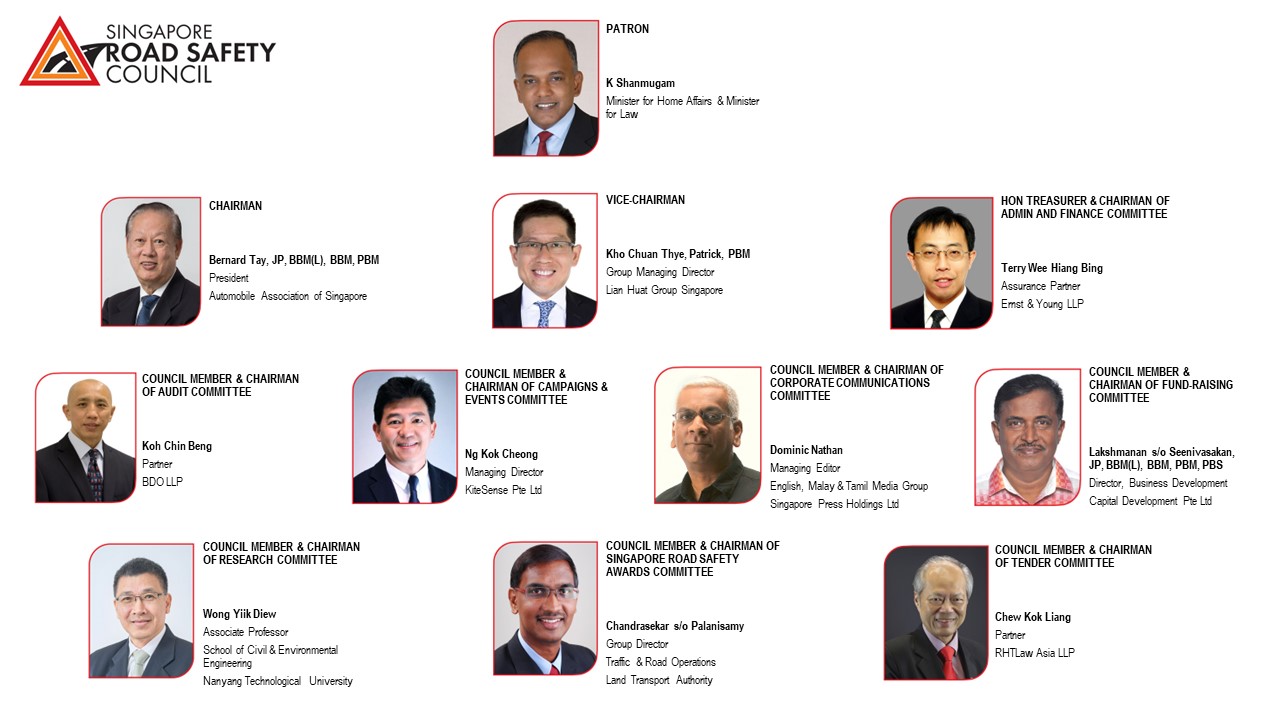 SINGAPORE
ROAD SAFETY
COUNCIL
PATRON
K Shanmugam
Minister for Home Affairs & Minister
for Law
CHAIRMAN
Bernard Tay, JP, BBM(L), BBM, PBM
President
Automobile Association of Singapore
VICE-CHAIRMAN
Kho Chuan Thye, Patrick, PBM
Group Managing Director
Lian Huat Group Singapore
HON TREASURER & CHAIRMAN OF
ADMIN AND FINANCE COMMITTEE
Terry Wee Hiang Bing
Assurance Partner
Ernst & Young LLP
COUNCIL MEMBER & CHAIRMAN
OF AUDIT COMMITTEE
Koh Chin Beng
Partner
BDO LLP
COUNCIL MEMBER &
CHAIRMAN OF CAMPAIGNS &
EVENTS COMMITTEE
Ng Kok Cheong
Managing Director
KiteSense Pte Ltd
COUNCIL MEMBER & CHAIRMAN OF
CORPORATE COMMUNICATIONS
COMMITTEE
Dominic Nathan
Managing Editor
English, Malay & Tamil Media Group
Singapore Press Holdings Ltd
COUNCIL MEMBER &
CHAIRMAN OF FUND-RAISING
COMMITTEE
Lakshmanan s/o Seenivasakan,
JP, BBM(L), BBM, PBM, PBS
Director, Business Development
Capital Development Pte Ltd
COUNCIL MEMBER & CHAIRMAN
OF RESEARCH COMMITTEE
Wong Yiik Diew
Associate Professor
School of Civil & Environmental
Engineering
Nanyang Technological University
COUNCIL MEMBER & CHAIRMAN OF
SINGAPORE ROAD SAFETY
AWARDS COMMITTEE
Chandrasekar s/o Palanisamy
Group Director
Traffic & Road Operations
Land Transport Authority
COUNCIL MEMBER & CHAIRMAN
OF TENDER COMMITTEE
Chew Kok Liang
Partner
RHTLaw Asia LLP